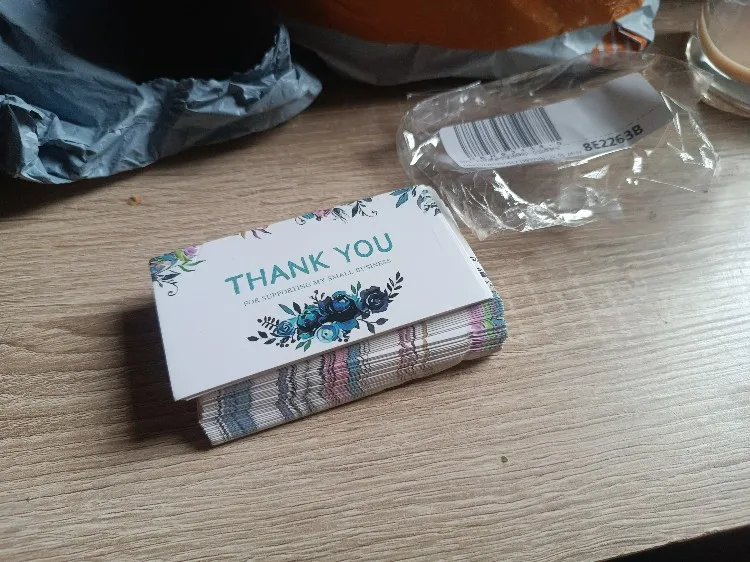 THANK YOU
FOR SUPPORTING MY SMALL BUSINESS
8E2263B